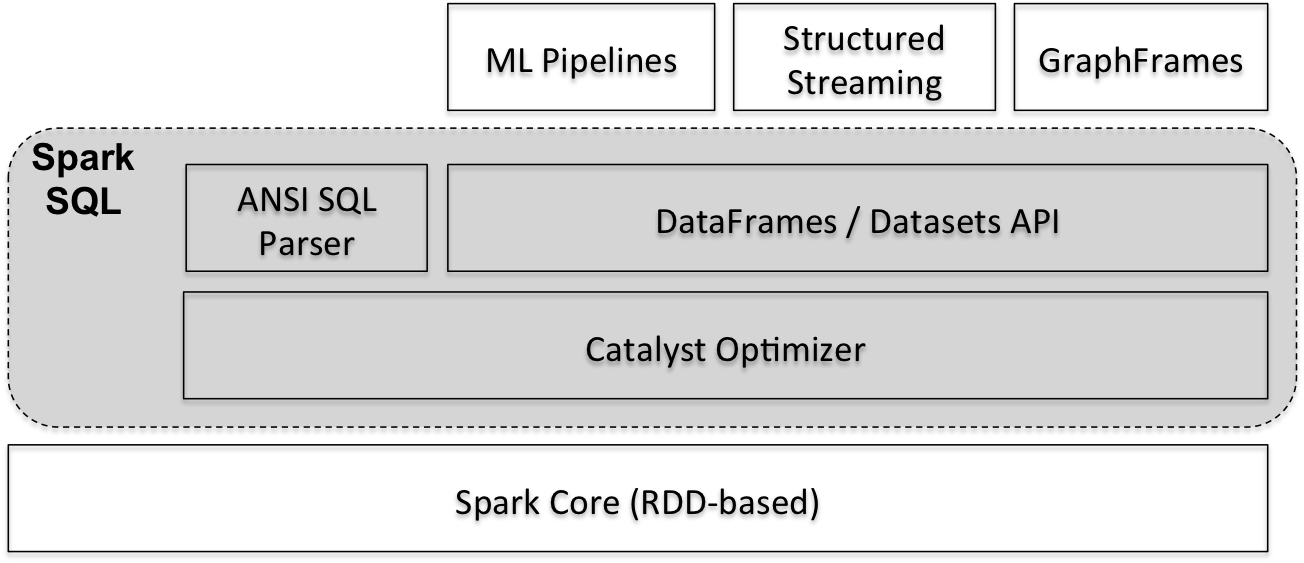 ML Pipelines
Structured
Streaming
GraphFrames
Spark
SQL
ANSI SQL
Parser
DataFrames / Datasets API
Catalyst Optimizer
Spark Core (RDD-based)